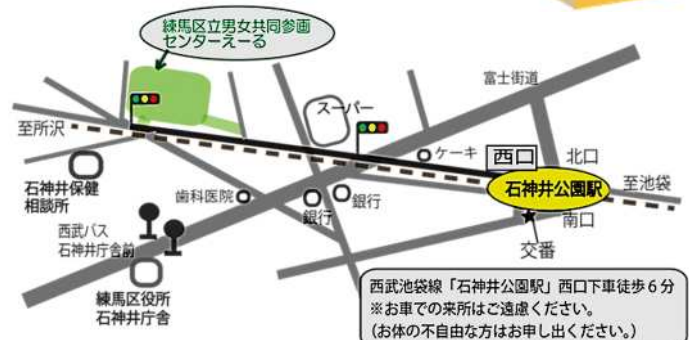 練馬区立男女共同参画
センターえーる
富士街道
スーパー
至所沢
ケーキ
西口
北口
石神井公園駅
至池袋
石神井保健
相談所
歯科医院
銀行
銀行
南口
交番
西武バス
石神井庁舎前
練馬区役所
石神井庁舎
西武池袋線「石神井公園駅」西口下車徒歩6分
※お車での来所はご遠慮ください。
(お体の不自由な方はお申し出ください。)